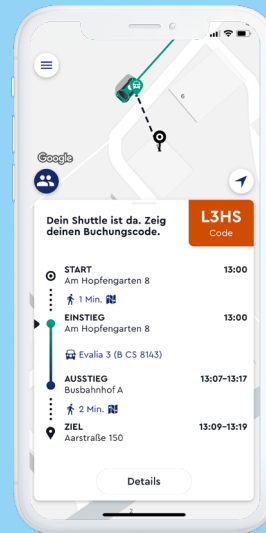 6
Google
Dein Shuttle ist da. Zeig
deinen Buchungscode.
L3HS
Code
START 13:00
Am Hopfengarten 8
1 Min.
EINSTIEG 13:00
Am Hopfengarten 8
Evalia 3 (B CS 8143)
AUSSTIEG 13:07–13:17
Busbahnhof A
2 Min.
ZIEL 13:09–13:19
Aarstraße 150
Details
2